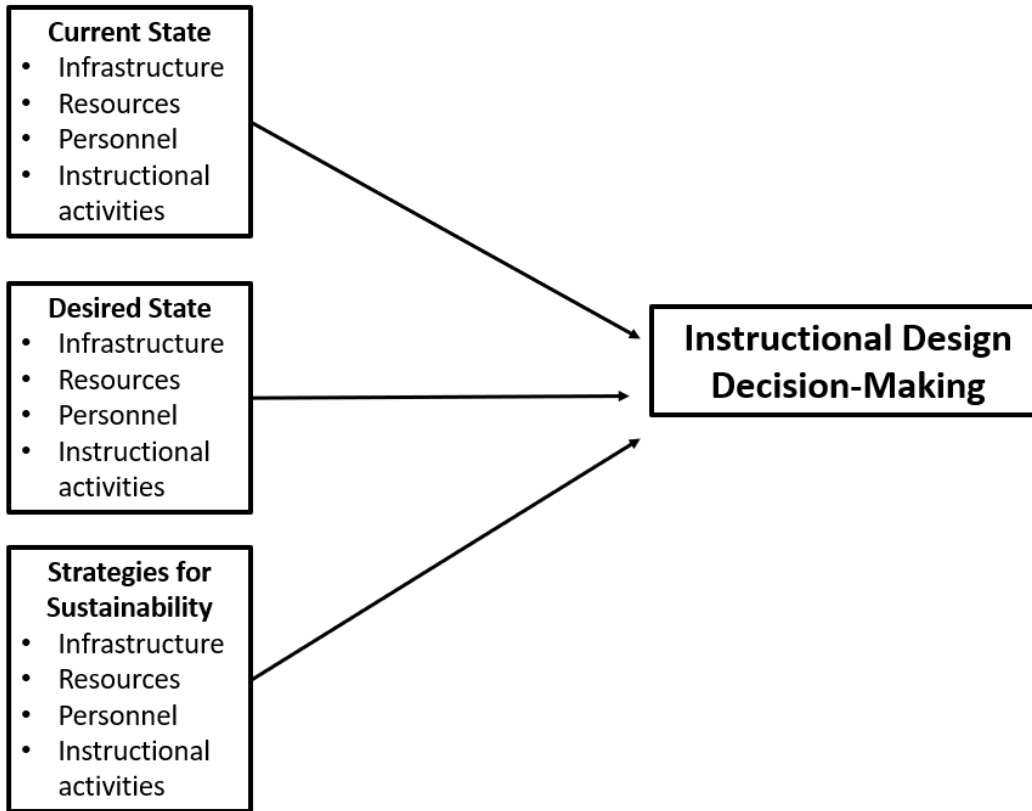 Current State
• Infrastructure
• Resources
• Personnel
• Instructional
activities
Desired State
• Infrastructure
• Resources
• Personnel
• Instructional
activities
Strategies for
Sustainability
• Infrastructure
• Resources
• Personnel
• Instructional
activities
Instructional Design
Decision-Making